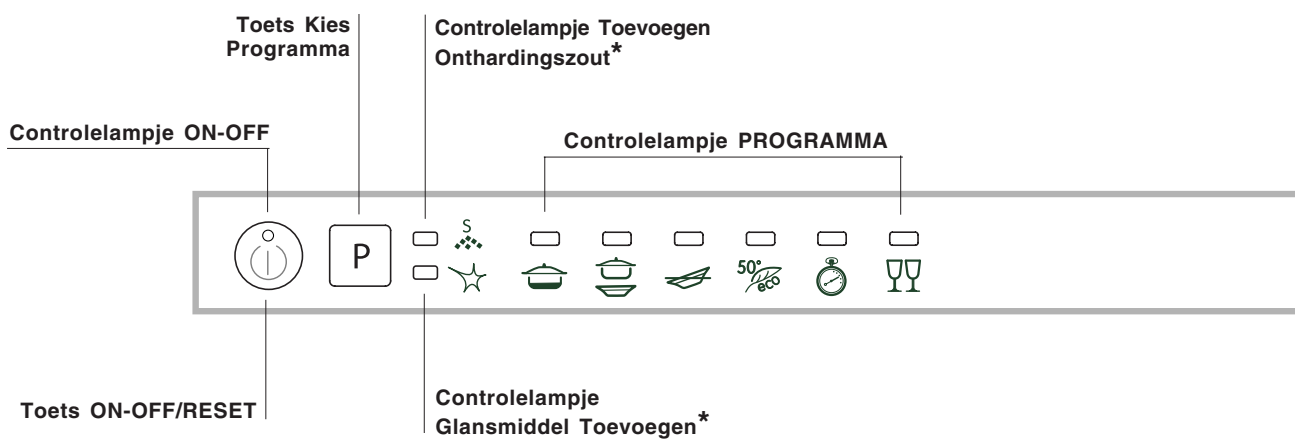 Toets Kies
Programma
Controlelampje Toevoegen
Onthardingszout*
Controlelampje ON-OFF
Controlelampje PROGRAMMA
S
P
50°
eco
Toets ON-OFF/RESET
Controlelampje
Glansmiddel Toevoegen*